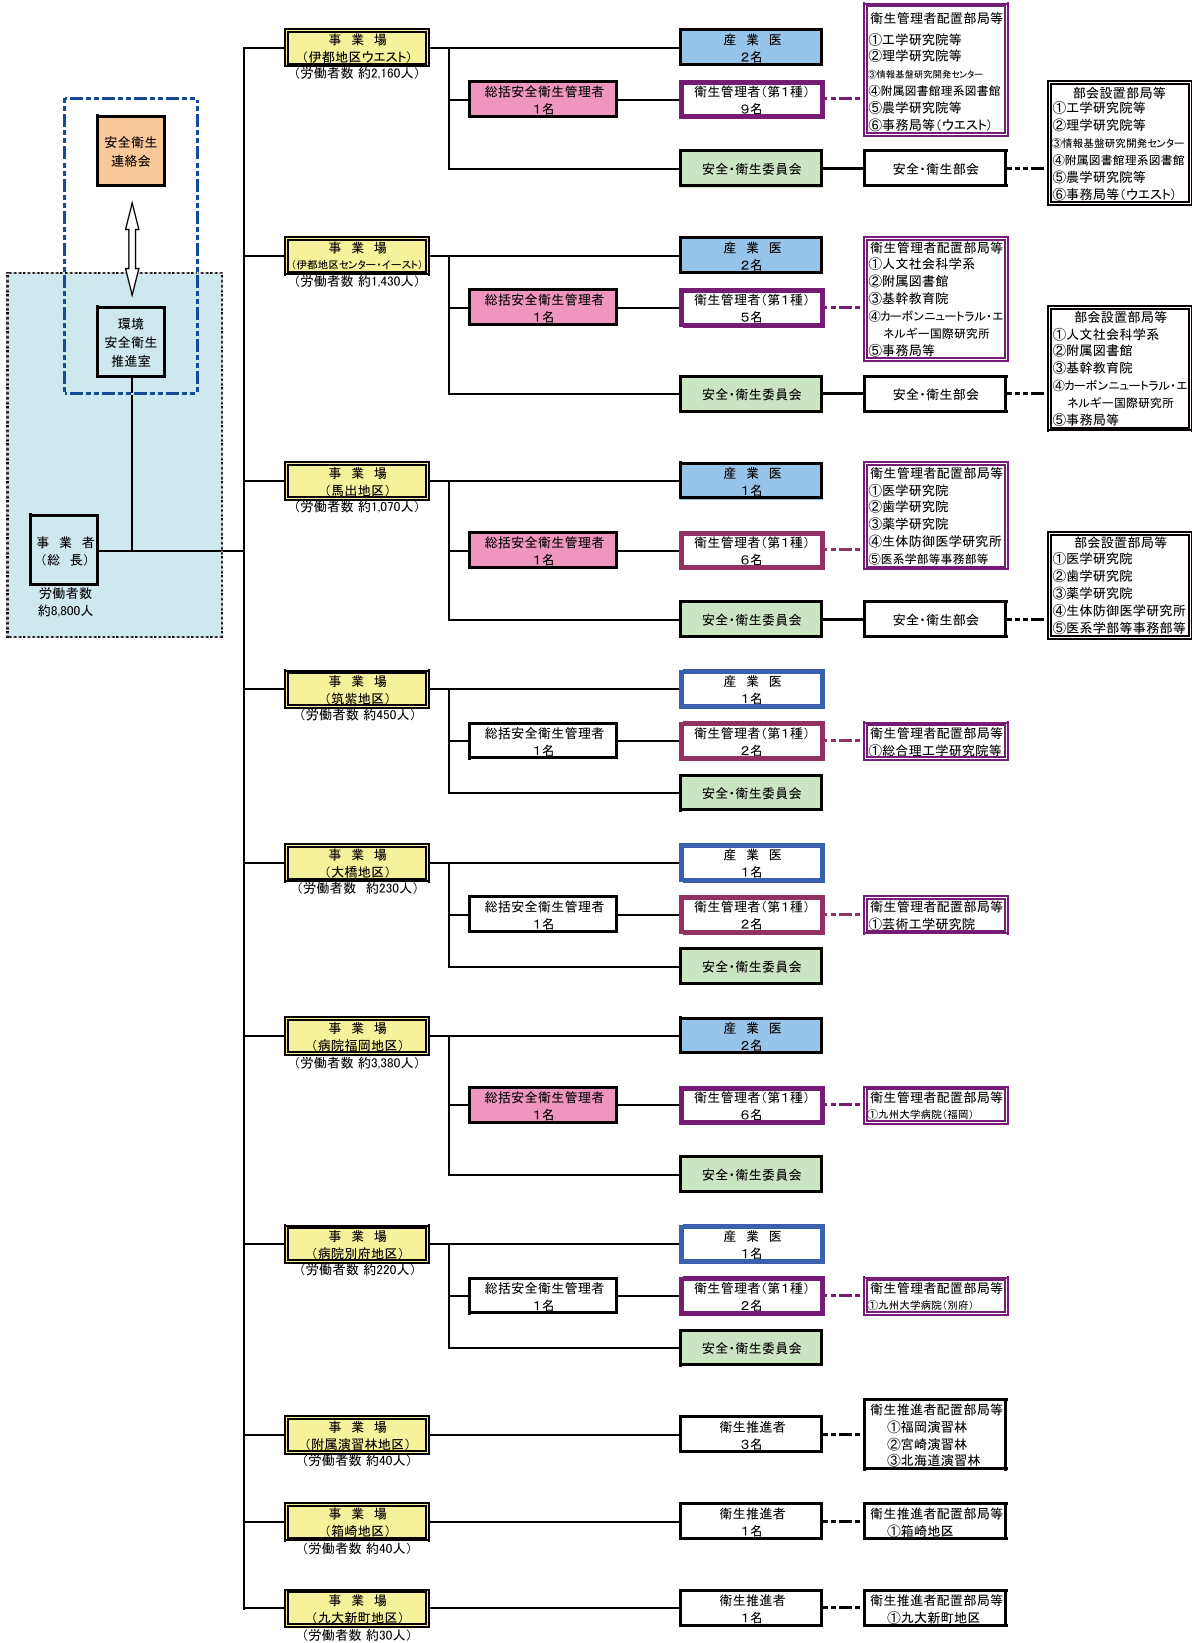 安全衛生
連絡会
環境
安全衛生
推進室
事 業 者
（総 長）
労働者数
約8,800人
事 業 場
（伊都地区ウエスト）
（労働者数 約2,160人）
産 業 医
２名
総括安全衛生管理者
１名
衛生管理者（第１種）
９名
衛生管理者配置部局等
①工学研究院等
②理学研究院等
③情報基盤研究開発センター
④附属図書館理系図書館
⑤農学研究院等
⑥事務局等（ウエスト）
安全・衛生委員会
安全・衛生部会
部会設置部局等
①工学研究院等
②理学研究院等
③情報基盤研究開発センター
④附属図書館理系図書館
⑤農学研究院等
⑥事務局等（ウエスト）
事 業 場
（伊都地区センター・イースト）
（労働者数 約1,430人）
産 業 医
２名
総括安全衛生管理者
１名
衛生管理者（第１種）
５名
衛生管理者配置部局等
①人文社会科学系
②附属図書館
③基幹教育院
④カーボンニュートラル・エ
ネルギー国際研究所
⑤事務局等
安全・衛生委員会
安全・衛生部会
部会設置部局等
①人文社会科学系
②附属図書館
③基幹教育院
④カーボンニュートラル・エ
ネルギー国際研究所
⑤事務局等
事 業 場
（馬出地区）
（労働者数 約1,070人）
産 業 医
１名
総括安全衛生管理者
１名
衛生管理者（第１種）
６名
衛生管理者配置部局等
①医学研究院
②歯学研究院
③薬学研究院
④生体防御医学研究所
⑤医系学部等事務部等
安全・衛生委員会
安全・衛生部会
部会設置部局等
①医学研究院
②歯学研究院
③薬学研究院
④生体防御医学研究所
⑤医系学部等事務部等
事 業 場
（筑紫地区）
（労働者数 約450人）
産 業 医
１名
総括安全衛生管理者
１名
衛生管理者（第１種）
２名
衛生管理者配置部局等
①総合理工学研究院等
安全・衛生委員会
事 業 場
（大橋地区）
（労働者数 約230人）
産 業 医
１名
総括安全衛生管理者
１名
衛生管理者（第１種）
２名
衛生管理者配置部局等
①芸術工学研究院
安全・衛生委員会
事 業 場
（病院福岡地区）
（労働者数 約3,380人）
産 業 医
２名
総括安全衛生管理者
１名
衛生管理者（第１種）
６名
衛生管理者配置部局等
①九州大学病院（福岡）
安全・衛生委員会
事 業 場
（病院別府地区）
（労働者数 約220人）
産 業 医
１名
総括安全衛生管理者
１名
衛生管理者（第１種）
２名
衛生管理者配置部局等
①九州大学病院（別府）
安全・衛生委員会
事 業 場
（附属演習林地区）
（労働者数 約40人）
衛生推進者
３名
衛生推進者配置部局等
①福岡演習林
②宮崎演習林
③北海道演習林
事 業 場
（箱崎地区）
（労働者数 約40人）
衛生推進者
１名
衛生推進者配置部局等
①箱崎地区
事 業 場
（九大新町地区）
（労働者数 約30人）
衛生推進者
１名
衛生推進者配置部局等
①九大新町地区